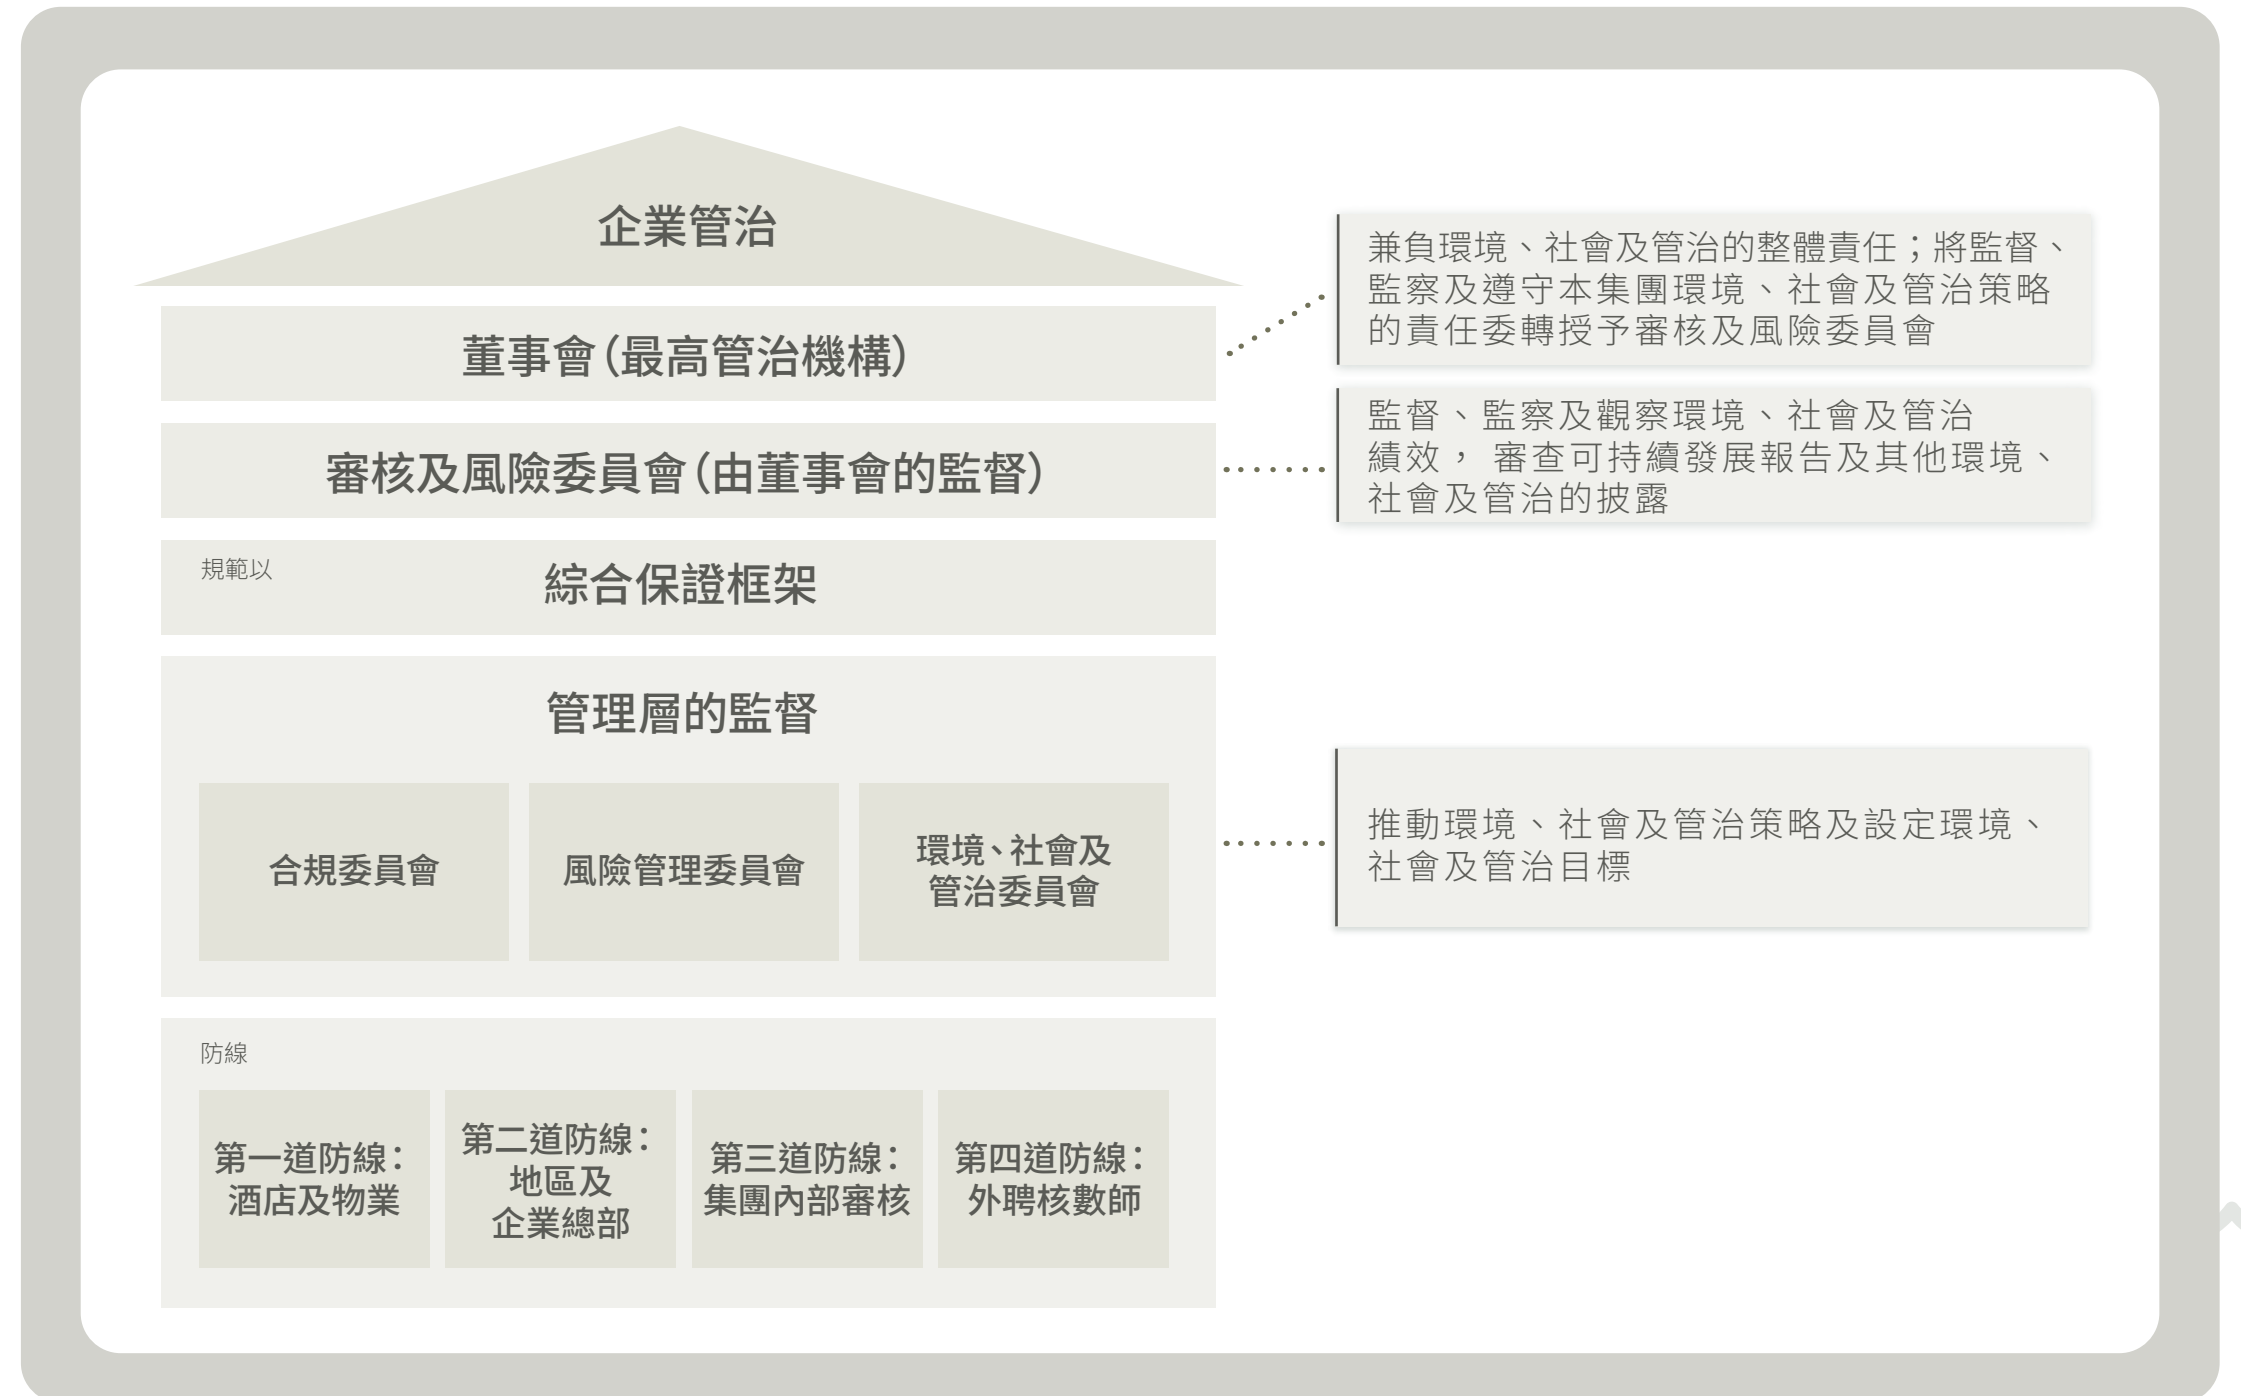 企業管治
董事會（最高管治機構）
兼負環境、社會及管治的整體責任；將監督、
監察及遵守本集團環境、社會及管治策略
的責任委轉授予審核及風險委員會
審核及風險委員會（由董事會的監督）
監督、監察及觀察環境、社會及管治
績效， 審查可持續發展報告及其他環境、
社會及管治的披露
規範以
綜合保證框架
管理層的監督
合規委員會
風險管理委員會
環境、社會及
管治委員會
推動環境、社會及管治策略及設定環境、
社會及管治目標
防線
第一道防線：
酒店及物業
第二道防線：
地區及
企業總部
第三道防線：
集團內部審核
第四道防線：
外聘核數師